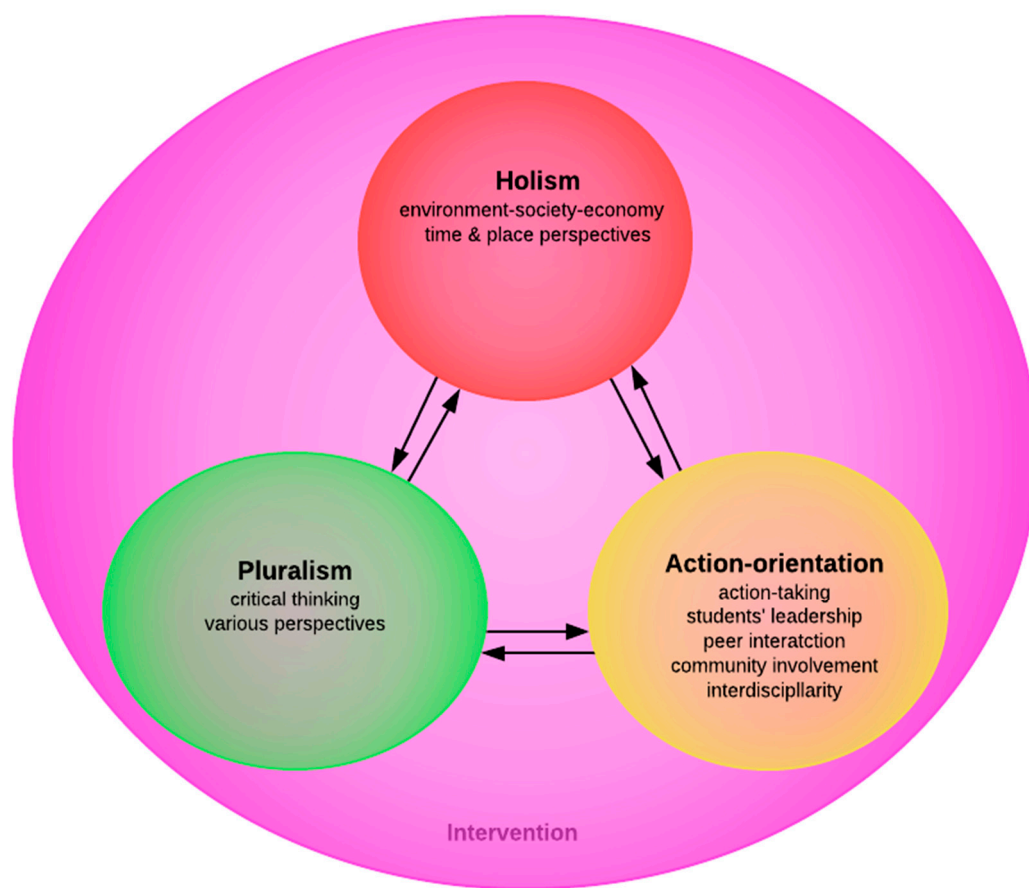 Holism
environment-society-economy
time & place perspectives
Pluralism
critical thinking
various perspectives
Action-orientation
action-taking
students' leadership
peer interatction
community involvement
interdiscipllarity
Intervention